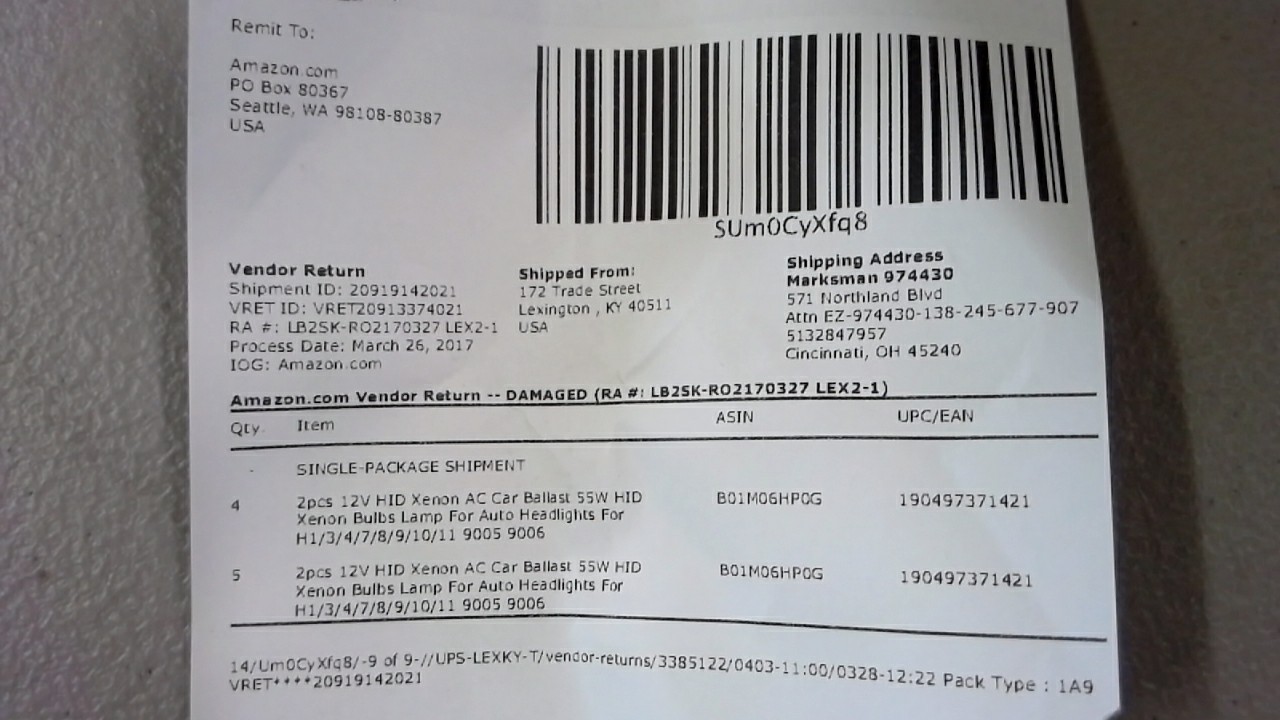 Remit To:
Amazon.com
PO Box 80367
Seattle, WA 98108-80387
USA
SUm0CyXfq8
Vendor Return
Shipment ID: 20919142021
VRET ID: VRET20913374021
RA #: LB2SK-RO2170327 LEX2-1
Process Date: March 26, 2017
IOG: Amazon.com
Shipped From:
172 Trade Street
Lexington , KY 40511
USA
Shipping Address
Marksman 974430
571 Northland Blvd
Attn EZ-974430-138-245-677-907
5132847957
Cincinnati, OH 45240
Amazon.com Vendor Return -- DAMAGED (RA #: LB2SK-RO2170327 LEX2-1)
Qty. Item ASIN UPC/EAN
- SINGLE-PACKAGE SHIPMENT
4 2pcs 12V HID Xenon AC Car Ballast 55W HID B01M06HP0G 190497371421
Xenon Bulbs Lamp For Auto Headlights For
H1/3/4/7/8/9/10/11 9005 9006
5 2pcs 12V HID Xenon AC Car Ballast 55W HID B01M06HP0G 190497371421
Xenon Bulbs Lamp For Auto Headlights For
H1/3/4/7/8/9/10/11 9005 9006
14/Um0CyXfq8/-9 of 9-//UPS-LEXKY-T/vendor-returns/3385122/0403-11:00/0328-12:22 Pack Type : 1A9
VRET****20919142021